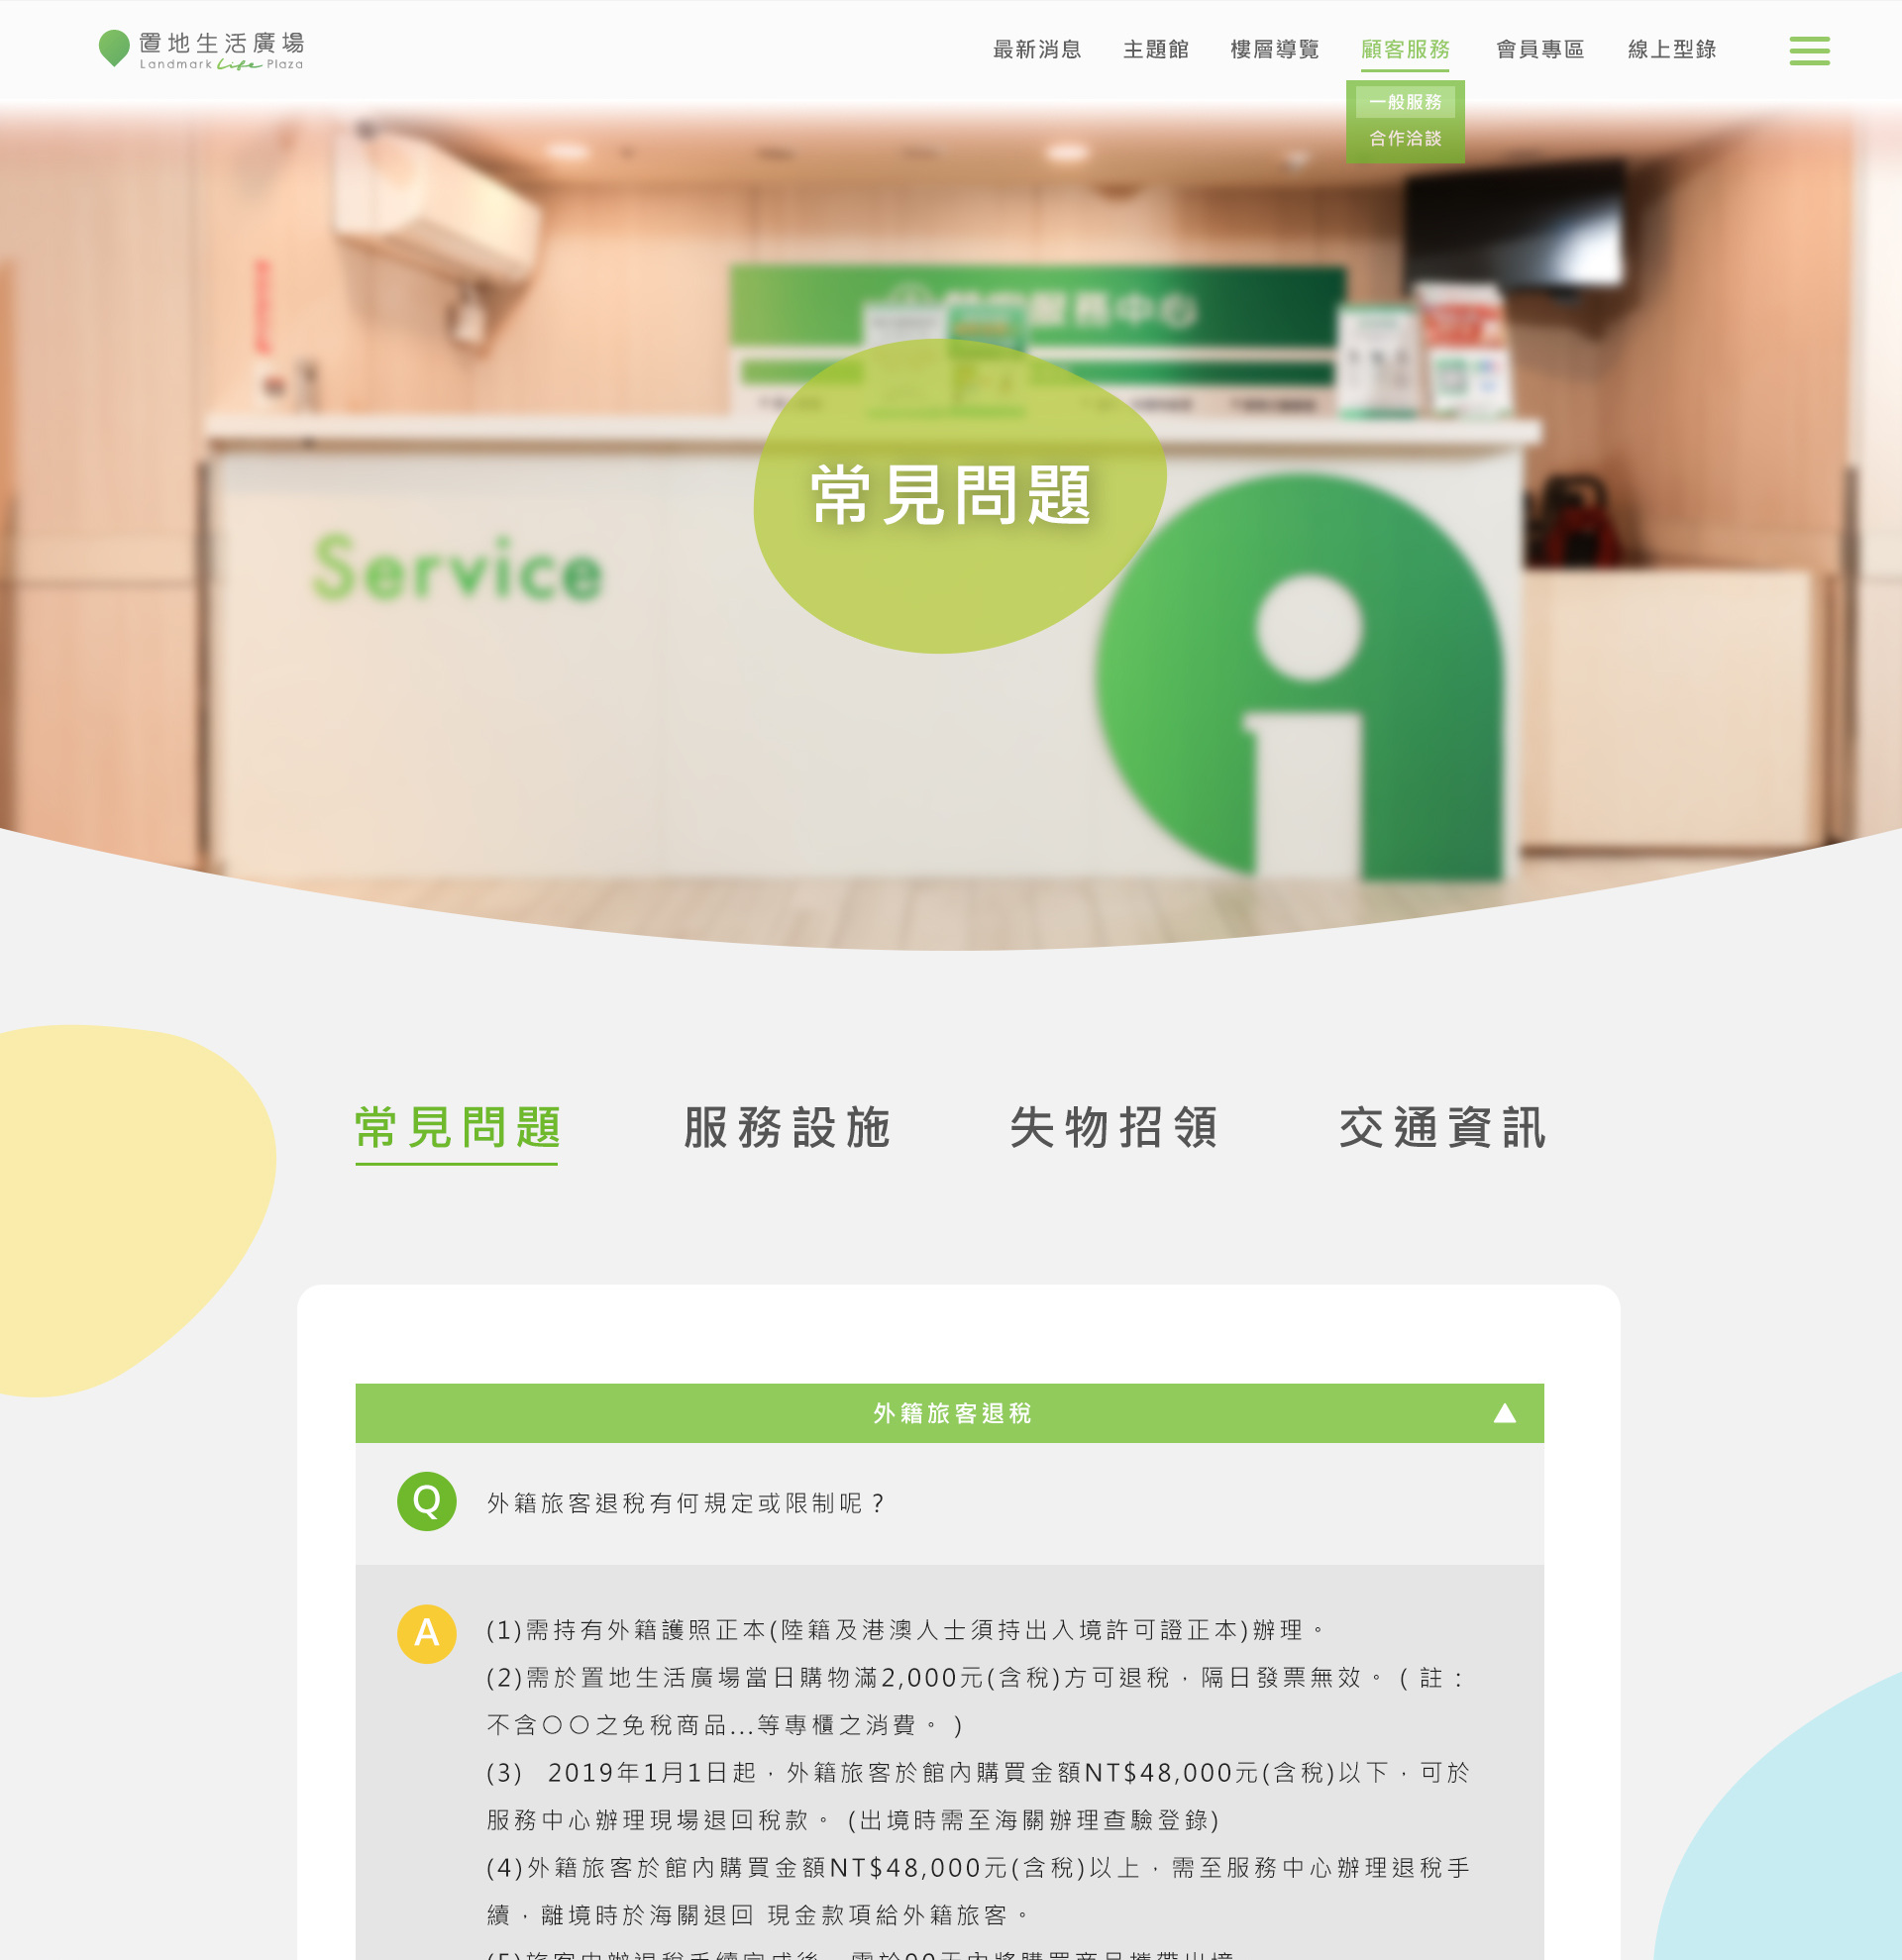 置地生活廣場
Landmark Life Plaza
最新消息 主題館 樓層導覽 顧客服務 會員專區 線上型錄
一般服務
合作洽談
服務中心
常見問題
Service
常見問題 服務設施 失物招領 交通資訊
外籍旅客退稅
Q 外籍旅客退稅有何規定或限制呢？
A (1)需持有外籍護照正本(陸籍及港澳人士須持出入境許可證正本)辦理。
(2)需於置地生活廣場當日購物滿2,000元(含稅)方可退稅，隔日發票無效。 ( 註：
不含〇〇之免稅商品...等專櫃之消費。 )
(3) 2019年1月1日起，外籍旅客於館內購買金額NT$48,000元(含稅)以下，可於
服務中心辦理現場退回稅款。 (出境時需至海關辦理查驗登錄)
(4)外籍旅客於館內購買金額NT$48,000元(含稅)以上，需至服務中心辦理退稅手
續，離境時於海關退回 現金款項給外籍旅客。